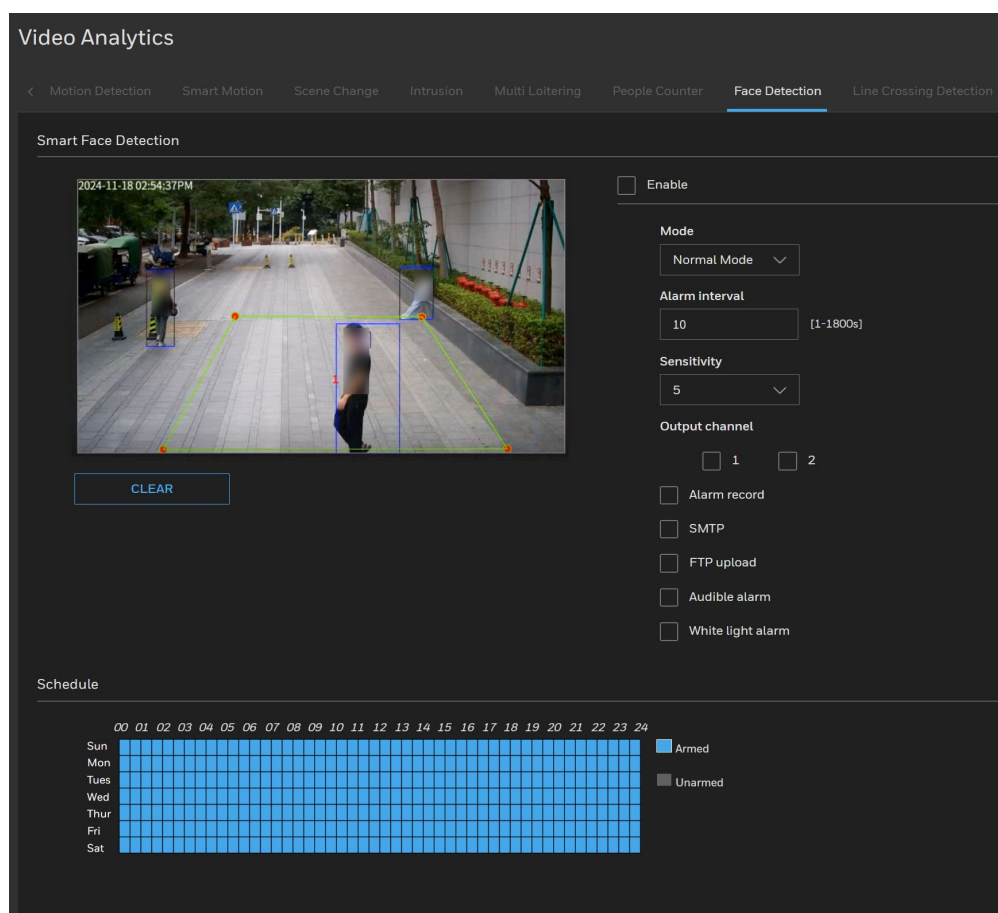 Video Analytics
Motion Detection Smart Motion Scene Change Intrusion Multi Loitering People Counter Face Detection Line Crossing Detection
Smart Face Detection
2024-11-18 02:54:37PM
1
CLEAR
Enable
Mode
Normal Mode
Alarm interval
10 [1-1800s]
Sensitivity
5
Output channel
1 2
Alarm record
SMTP
FTP upload
Audible alarm
White light alarm
Schedule
00 01 02 03 04 05 06 07 08 09 10 11 12 13 14 15 16 17 18 19 20 21 22 23 24
Sun
Mon
Tues
Wed
Thur
Fri
Sat
Armed
Unarmed